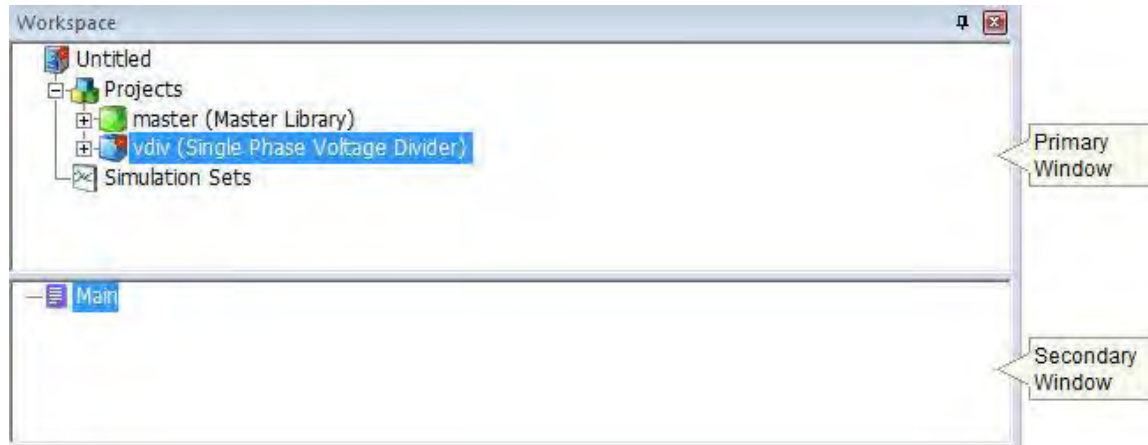 Workspace
Untitled
Projects
master (Master Library)
vdiv (Single Phase Voltage Divider)
Simulation Sets
Primary
Window
Main
Secondary
Window